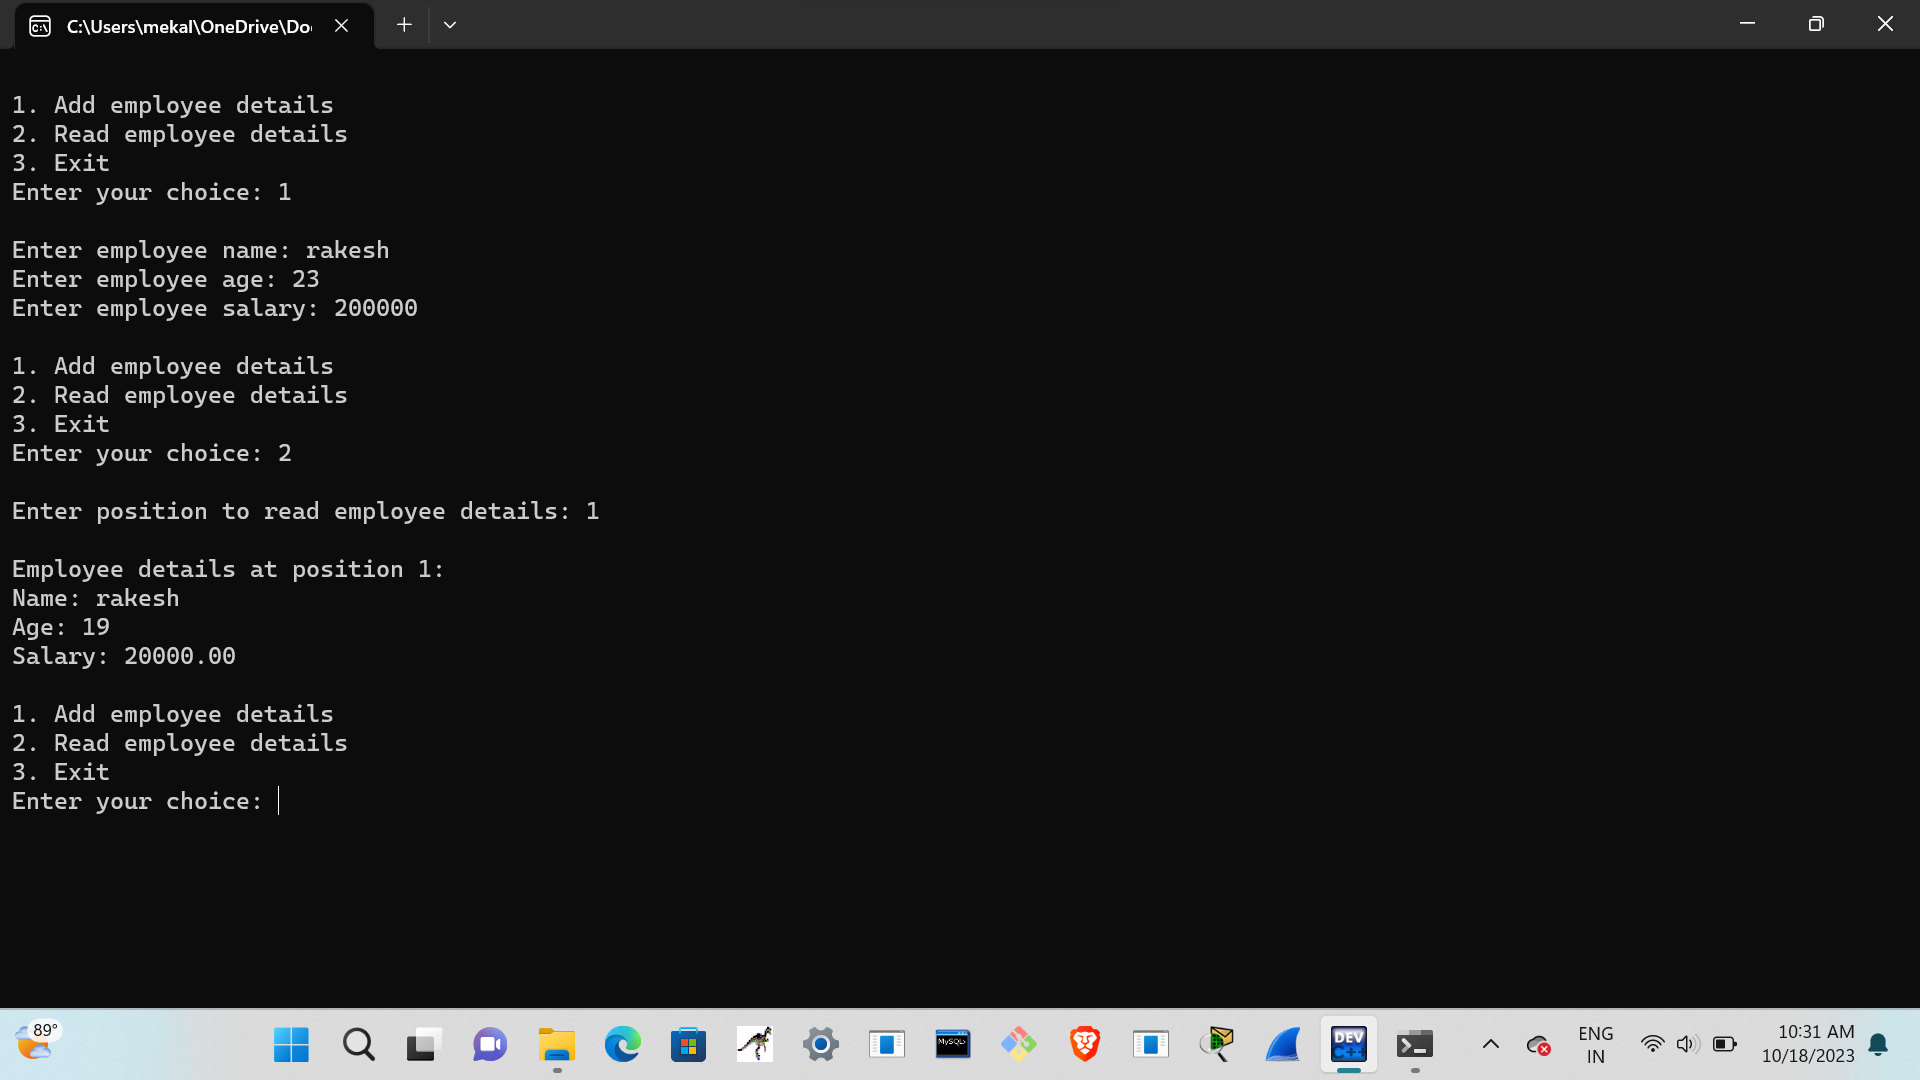 C:\Users\mekal\OneDrive\Do
1. Add employee details
2. Read employee details
3. Exit
Enter your choice: 1
Enter employee name: rakesh
Enter employee age: 23
Enter employee salary: 200000
1. Add employee details
2. Read employee details
3. Exit
Enter your choice: 2
Enter position to read employee details: 1
Employee details at position 1:
Name: rakesh
Age: 19
Salary: 20000.00
1. Add employee details
2. Read employee details
3. Exit
Enter your choice:
89°
MySQL>
DEV
C++
ENG
IN
10:31 AM
10/18/2023